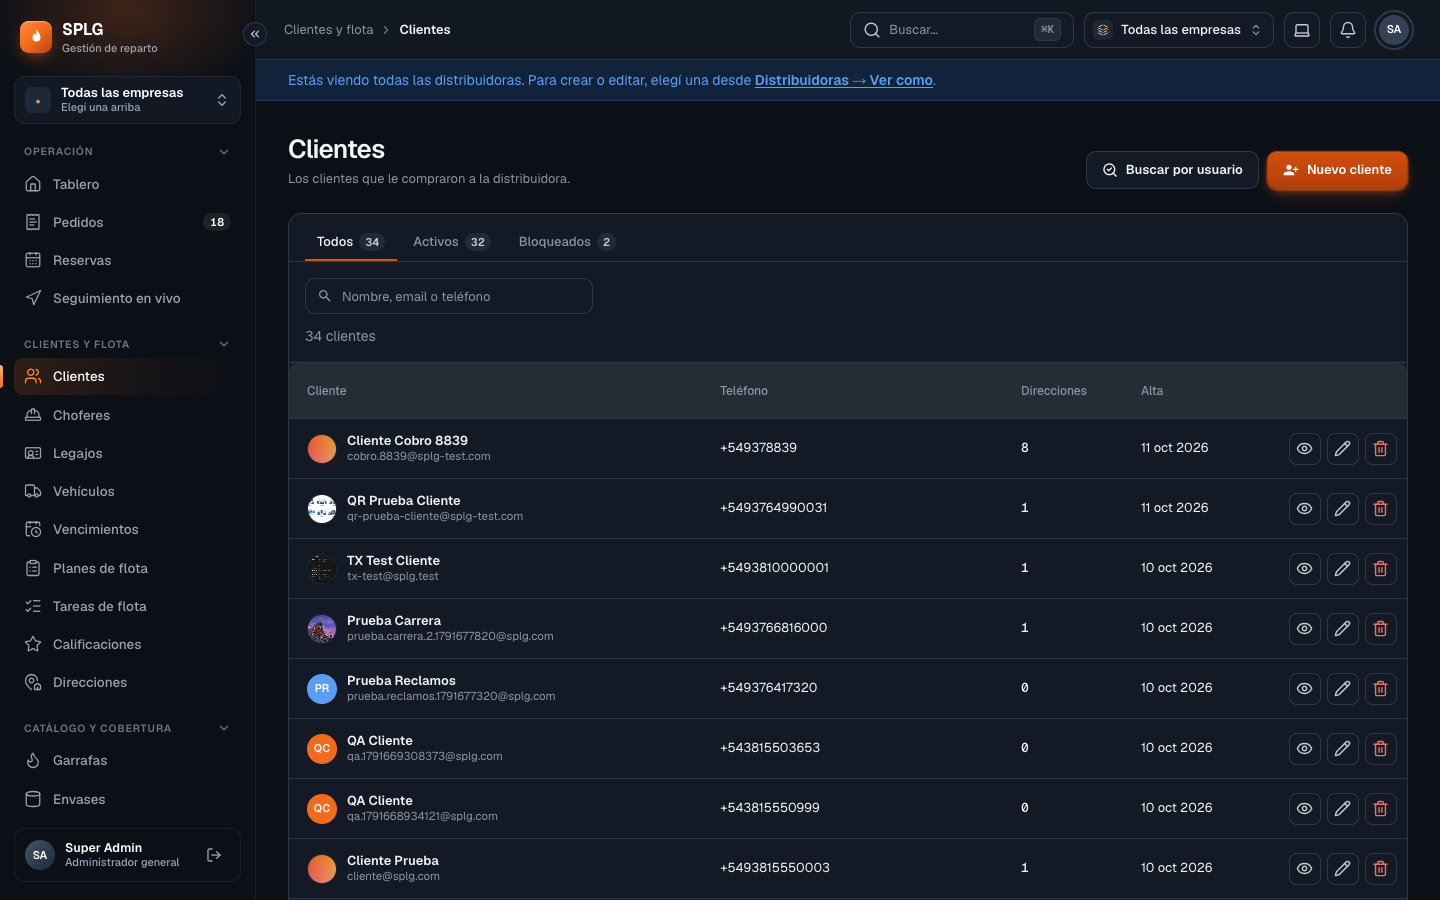 SPLG
Gestión de reparto
Todas las empresas
Elegí una arriba
OPERACIÓN
Tablero
Pedidos 18
Reservas
Seguimiento en vivo
CLIENTES Y FLOTA
Clientes
Choferes
Legajos
Vehículos
Vencimientos
Planes de flota
Tareas de flota
Calificaciones
Direcciones
CATÁLOGO Y COBERTURA
Garrafas
Envases
SA
Super Admin
Administrador general
Clientes y flota > Clientes
Buscar... ⌘K
Todas las empresas
SA
Estás viendo todas las distribuidoras. Para crear o editar, elegí una desde Distribuidoras → Ver como.
Clientes
Los clientes que le compraron a la distribuidora.
Buscar por usuario
Nuevo cliente
Todos 34 Activos 32 Bloqueados 2
Nombre, email o teléfono
34 clientes
Cliente Teléfono Direcciones Alta
Cliente Cobro 8839
cobro.8839@splg-test.com
+549378839 8 11 oct 2026
QR Prueba Cliente
qr-prueba-cliente@splg-test.com
+5493764990031 1 11 oct 2026
TX Test Cliente
tx-test@splg.test
+5493810000001 1 10 oct 2026
Prueba Carrera
prueba.carrera.2.1791677820@splg.com
+5493766816000 1 10 oct 2026
PR
Prueba Reclamos
prueba.reclamos.1791677320@splg.com
+549376417320 0 10 oct 2026
QC
QA Cliente
qa.1791669308373@splg.com
+543815503653 0 10 oct 2026
QC
QA Cliente
qa.1791668934121@splg.com
+543815550999 0 10 oct 2026
Cliente Prueba
cliente@splg.com
+5493815550003 1 10 oct 2026